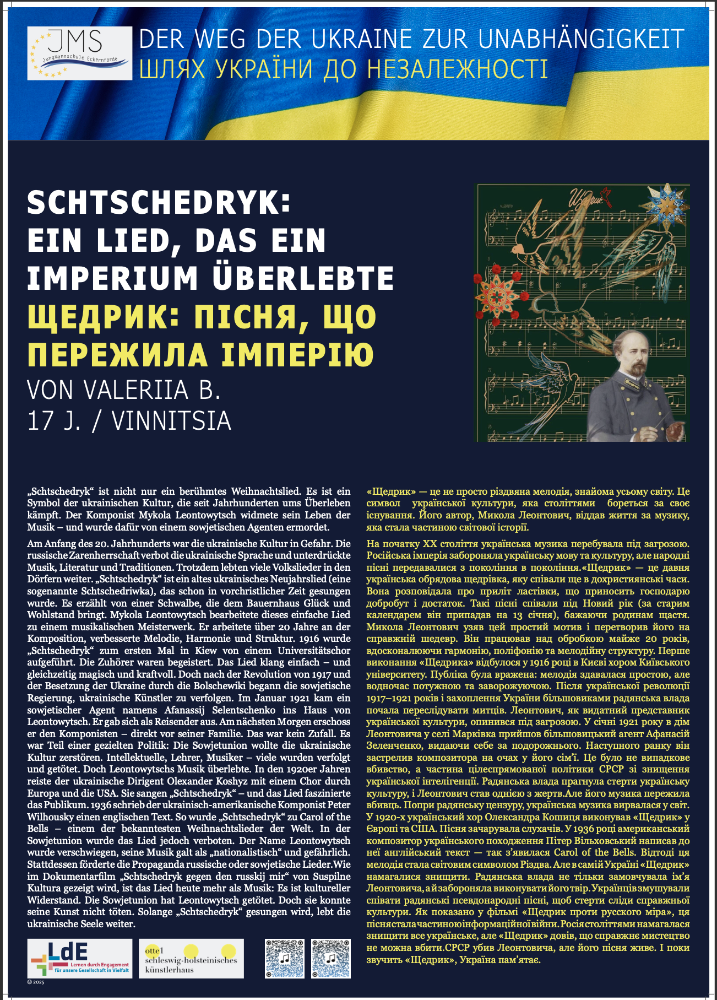 JMS
Jungmannschule Eckernförde
DER WEG DER UKRAINE ZUR UNABHÄNGIGKEIT
ШЛЯХ УКРАЇНИ ДО НЕЗАЛЕЖНОСТІ
SCHTSCHEDRYK:
EIN LIED, DAS EIN
IMPERIUM ÜBERLEBTE
ЩЕДРИК: ПІСНЯ, ЩО
ПЕРЕЖИЛА ІМПЕРІЮ
VON VALERIIA B.
17 J. / VINNITSIA
Щедрик
ALLEGRETTO
„Schtschedryk“ ist nicht nur ein berühmtes Weihnachtslied. Es ist ein
Symbol der ukrainischen Kultur, die seit Jahrhunderten ums Überleben
kämpft. Der Komponist Mykola Leontowytsch widmete sein Leben der
Musik – und wurde dafür von einem sowjetischen Agenten ermordet.
Am Anfang des 20. Jahrhunderts war die ukrainische Kultur in Gefahr. Die
russische Zarenherrschaft verbot die ukrainische Sprache und unterdrückte
Musik, Literatur und Traditionen. Trotzdem lebten viele Volkslieder in den
Dörfern weiter. „Schtschedryk“ ist ein altes ukrainisches Neujahrslied (eine
sogenannte Schtschedriwka), das schon in vorchristlicher Zeit gesungen
wurde. Es erzählt von einer Schwalbe, die dem Bauernhaus Glück und
Wohlstand bringt. Mykola Leontowytsch bearbeitete dieses einfache Lied
zu einem musikalischen Meisterwerk. Er arbeitete über 20 Jahre an der
Komposition, verbesserte Melodie, Harmonie und Struktur. 1916 wurde
„Schtschedryk“ zum ersten Mal in Kiew von einem Universitätschor
aufgeführt. Die Zuhörer waren begeistert. Das Lied klang einfach – und
gleichzeitig magisch und kraftvoll. Doch nach der Revolution von 1917 und
der Besetzung der Ukraine durch die Bolschewiki begann die sowjetische
Regierung, ukrainische Künstler zu verfolgen. Im Januar 1921 kam ein
sowjetischer Agent namens Afanassij Selentschenko ins Haus von
Leontowytsch. Er gab sich als Reisender aus. Am nächsten Morgen erschoss
er den Komponisten – direkt vor seiner Familie. Das war kein Zufall. Es
war Teil einer gezielten Politik: Die Sowjetunion wollte die ukrainische
Kultur zerstören. Intellektuelle, Lehrer, Musiker – viele wurden verfolgt
und getötet. Doch Leontowytschs Musik überlebte. In den 1920er Jahren
reiste der ukrainische Dirigent Olexander Koshyz mit einem Chor durch
Europa und die USA. Sie sangen „Schtschedryk“ – und das Lied faszinierte
das Publikum. 1936 schrieb der ukrainisch-amerikanische Komponist Peter
Wilhousky einen englischen Text. So wurde „Schtschedryk“ zu Carol of the
Bells – einem der bekanntesten Weihnachtslieder der Welt. In der
Sowjetunion wurde das Lied jedoch verboten. Der Name Leontowytsch
wurde verschwiegen, seine Musik galt als „nationalistisch“ und gefährlich.
Stattdessen förderte die Propaganda russische oder sowjetische Lieder.Wie
im Dokumentarfilm „Schtschedryk gegen den russkij mir“ von Suspilne
Kultura gezeigt wird, ist das Lied heute mehr als Musik: Es ist kultureller
Widerstand. Die Sowjetunion hat Leontowytsch getötet. Doch sie konnte
seine Kunst nicht töten. Solange „Schtschedryk“ gesungen wird, lebt die
ukrainische Seele weiter.
«Щедрик» — це не просто різдвяна мелодія, знайома усьому світу. Це
символ української культури, яка століттями бореться за своє
існування. Його автор, Микола Леонтович, віддав життя за музику,
яка стала частиною світової історії.
На початку XX століття українська музика перебувала під загрозою.
Російська імперія забороняла українську мову та культуру, але народні
пісні передавалися з покоління в покоління.«Щедрик» — це давня
українська обрядова щедрівка, яку співали ще в дохристиянські часи.
Вона розповідала про приліт ластівки, що приносить господарю
добробут і достаток. Такі пісні співали під Новий рік (за старим
календарем він припадав на 13 січня), бажаючи родинам щастя.
Микола Леонтович узяв цей простий мотив і перетворив його на
справжній шедевр. Він працював над обробкою майже 20 років,
вдосконалюючи гармонію, поліфонію та мелодійну структуру. Перше
виконання «Щедрика» відбулося у 1916 році в Києві хором Київського
університету. Публіка була вражена: мелодія здавалася простою, але
водночас потужною та заворожуючою. Після української революції
1917–1921 років і захоплення України більшовиками радянська влада
почала переслідувати митців. Леонтович, як видатний представник
української культури, опинився під загрозою. У січні 1921 року в дім
Леонтовича у селі Марківка прийшов більшовицький агент Афанасій
Зеленченко, видаючи себе за подорожнього. Наступного ранку він
застрелив композитора на очах у його сім’ї. Це було не випадкове
вбивство, а частина цілеспрямованої політики СРСР зі знищення
української інтелігенції. Радянська влада прагнула стерти українську
культуру, і Леонтович став однією з жертв.Але його музика пережила
вбивць. Попри радянську цензуру, українська музика вирвалася у світ.
У 1920-х український хор Олександра Кошиця виконував «Щедрик» у
Європі та США. Пісня зачарувала слухачів. У 1936 році американський
композитор українського походження Пітер Вільховський написав до
неї англійський текст — так з’явилася Carol of the Bells. Відтоді ця
мелодія стала світовим символом Різдва. Але в самій Україні «Щедрик»
намагалися знищити. Радянська влада не тільки замовчувала ім’я
Леонтовича, а й забороняла виконувати його твір. Українців змушували
співати радянські псевдонародні пісні, щоб стерти сліди справжньої
культури. Як показано у фільмі «Щедрик проти русского міра», ця
пісня стала частиною інформаційної війни. Росія століттями намагалася
знищити все українське, але «Щедрик» довів, що справжнє мистецтво
не можна вбити.СРСР убив Леонтовича, але його пісня живе. І поки
звучить «Щедрик», Україна пам’ятає.
LdE
Lernen durch Engagement
für unsere Gesellschaft in Vielfalt
otte1
schleswig-holsteinisches
künstlerhaus
© 2025